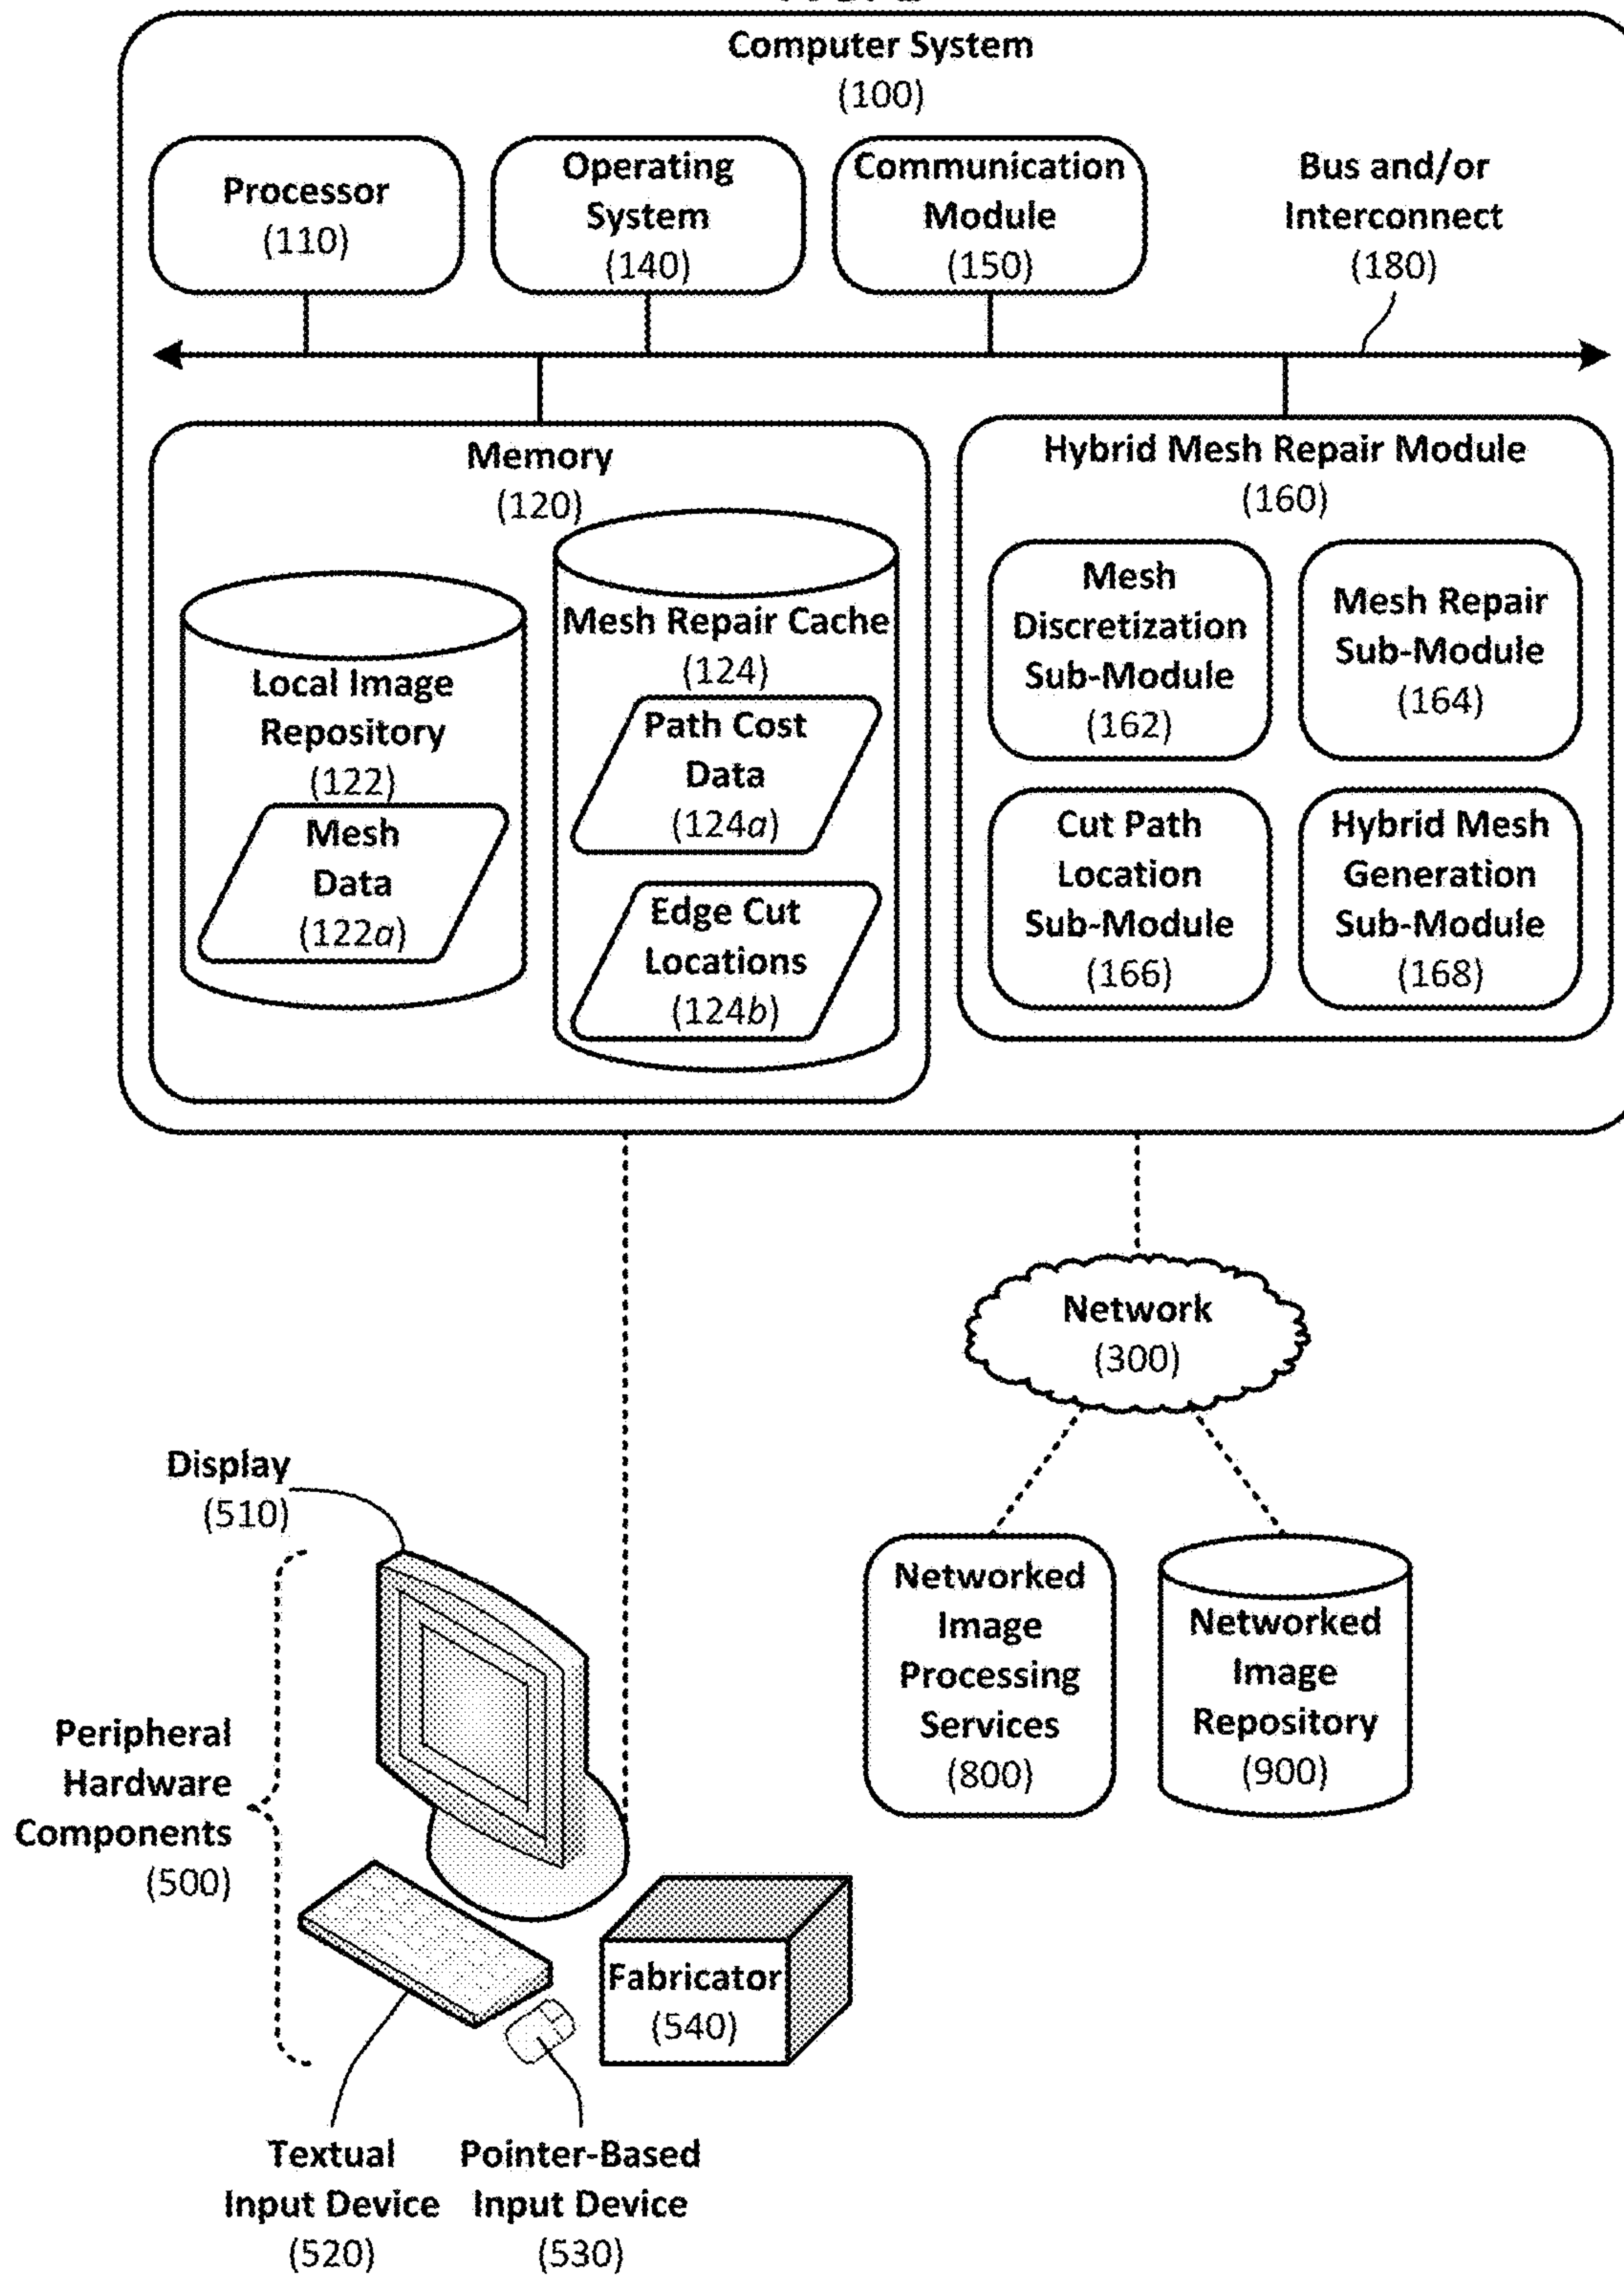 Computer System
(100)
Processor
(110)
Operating
System
(140)
Communication
Module
(150)
Bus and/or
Interconnect
(180)
Memory
(120)
Local Image
Repository
(122)
Mesh
Data
(122a)
Mesh Repair Cache
(124)
Path Cost
Data
(124a)
Edge Cut
Locations
(124b)
Hybrid Mesh Repair Module
(160)
Mesh
Discretization
Sub-Module
(162)
Mesh Repair
Sub-Module
(164)
Cut Path
Location
Sub-Module
(166)
Hybrid Mesh
Generation
Sub-Module
(168)
Network
(300)
Networked
Image
Processing
Services
(800)
Networked
Image
Repository
(900)
Display
(510)
Peripheral
Hardware
Components
(500)
Fabricator
(540)
Textual
Input Device
(520)
Pointer-Based
Input Device
(530)